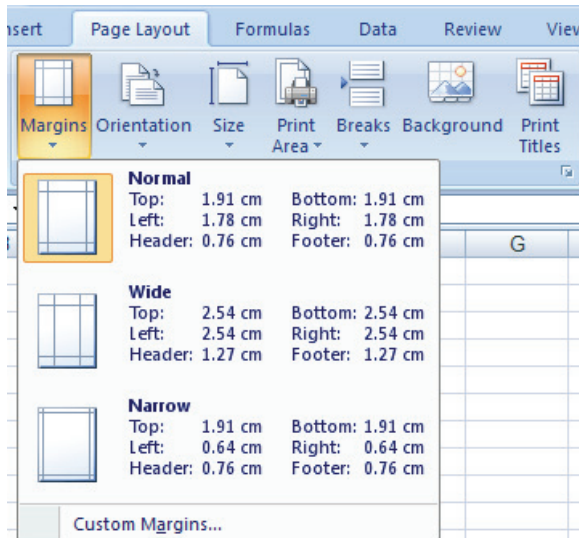 nsert Page Layout Formulas Data Review View
Margins Orientation Size Print Area Breaks Background Print Titles
Normal
Top: 1.91 cm Bottom: 1.91 cm
Left: 1.78 cm Right: 1.78 cm
Header: 0.76 cm Footer: 0.76 cm
G
Wide
Top: 2.54 cm Bottom: 2.54 cm
Left: 2.54 cm Right: 2.54 cm
Header: 1.27 cm Footer: 1.27 cm
Narrow
Top: 1.91 cm Bottom: 1.91 cm
Left: 0.64 cm Right: 0.64 cm
Header: 0.76 cm Footer: 0.76 cm
Custom Margins...